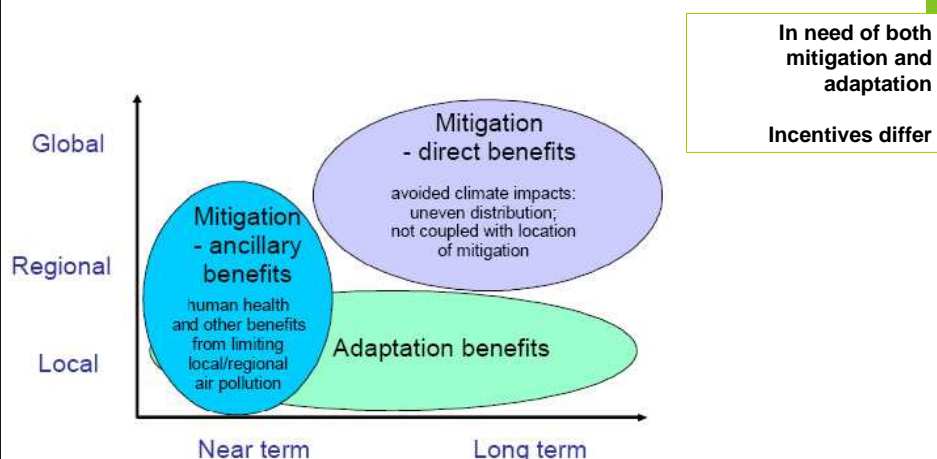 In need of both
mitigation and
adaptation
Incentives differ
Global
Regional
Local
Mitigation
- direct benefits
avoided climate impacts:
uneven distribution;
not coupled with location
of mitigation
Mitigation
- ancillary
benefits
human health
and other benefits
from limiting
local/regional
air pollution
Adaptation benefits
Near term
Long term